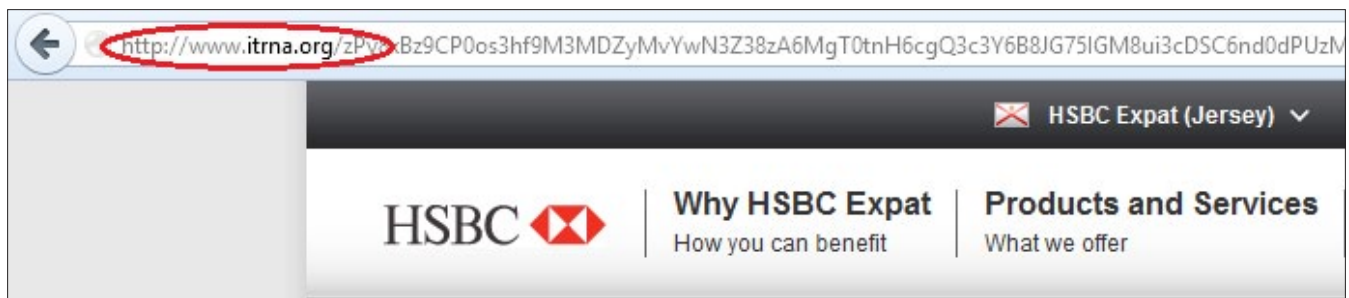 http://www.itrna.org/
HSBC Expat (Jersey)
HSBC
Why HSBC Expat
How you can benefit
Products and Services
What we offer